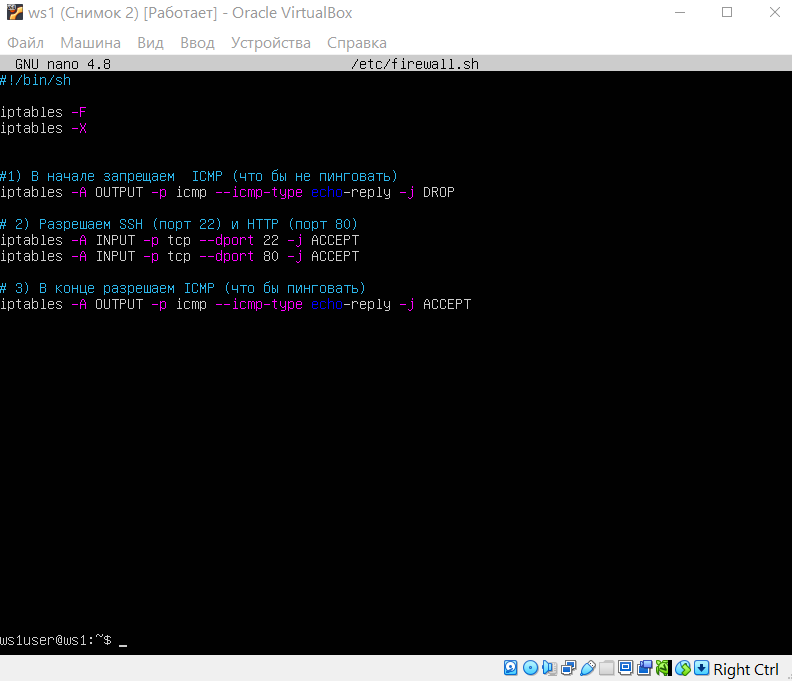 ws1 (Снимок 2) [Работает] - Oracle VirtualBox
Файл Машина Вид Ввод Устройства Справка
GNU nano 4.8 /etc/firewall.sh
#!/bin/sh
iptables -F
iptables -X
#1) В начале запрещаем  ICMP (что бы не пинговать)
iptables -A OUTPUT -p icmp --icmp-type echo-reply -j DROP
# 2) Разрешаем SSH (порт 22) и HTTP (порт 80)
iptables -A INPUT -p tcp --dport 22 -j ACCEPT
iptables -A INPUT -p tcp --dport 80 -j ACCEPT
# 3) В конце разрешаем ICMP (что бы пинговать)
iptables -A OUTPUT -p icmp --icmp-type echo-reply -j ACCEPT
ws1user@ws1:~$ _
Right Ctrl